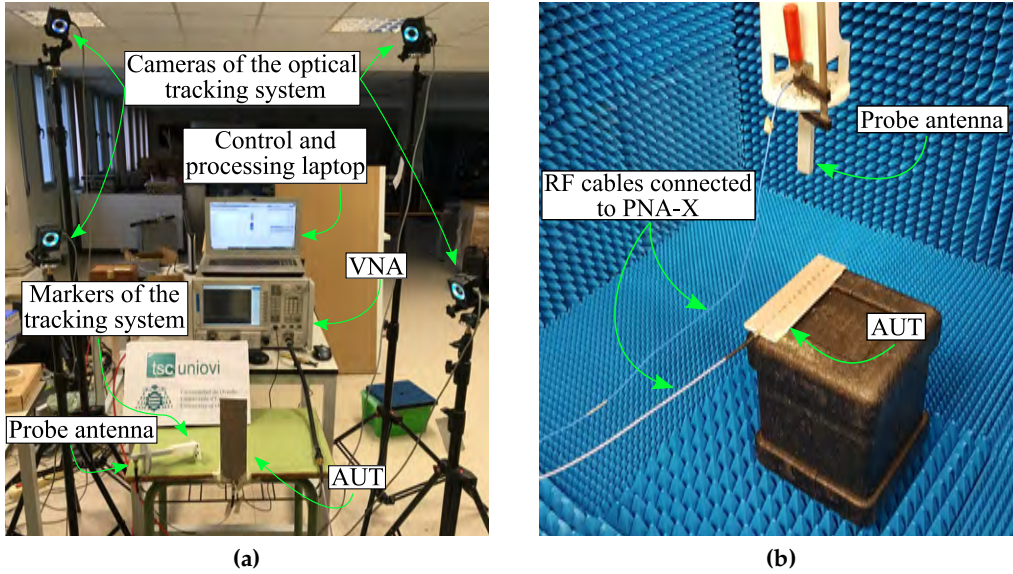 Cameras of the optical
tracking system
Control and
processing laptop
VNA
Markers of the
tracking system
tsc uniovi
Probe antenna
AUT
(a)
Probe antenna
RF cables connected
to PNA-X
AUT
(b)